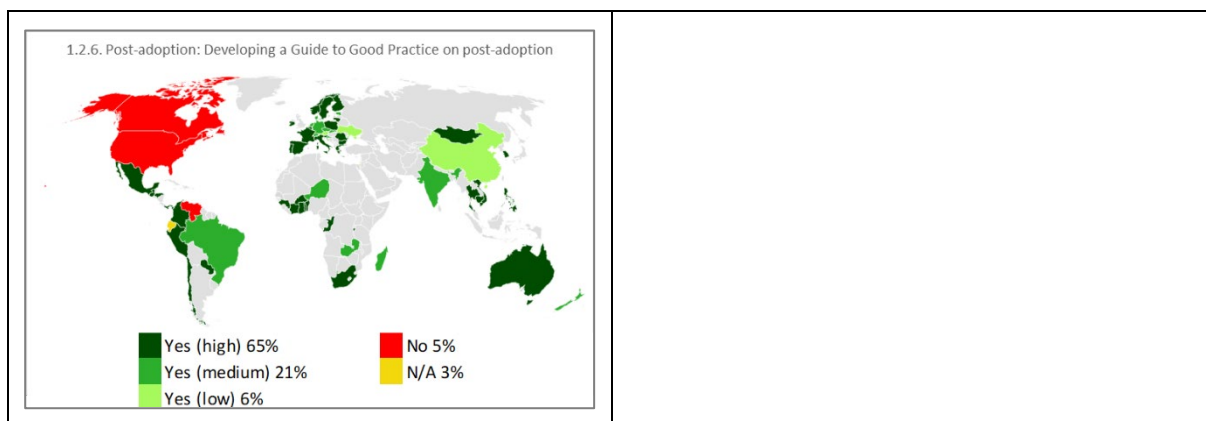 1.2.6. Post-adoption: Developing a Guide to Good Practice on post-adoption
Yes (high) 65%
Yes (medium) 21%
Yes (low) 6%
No 5%
N/A 3%